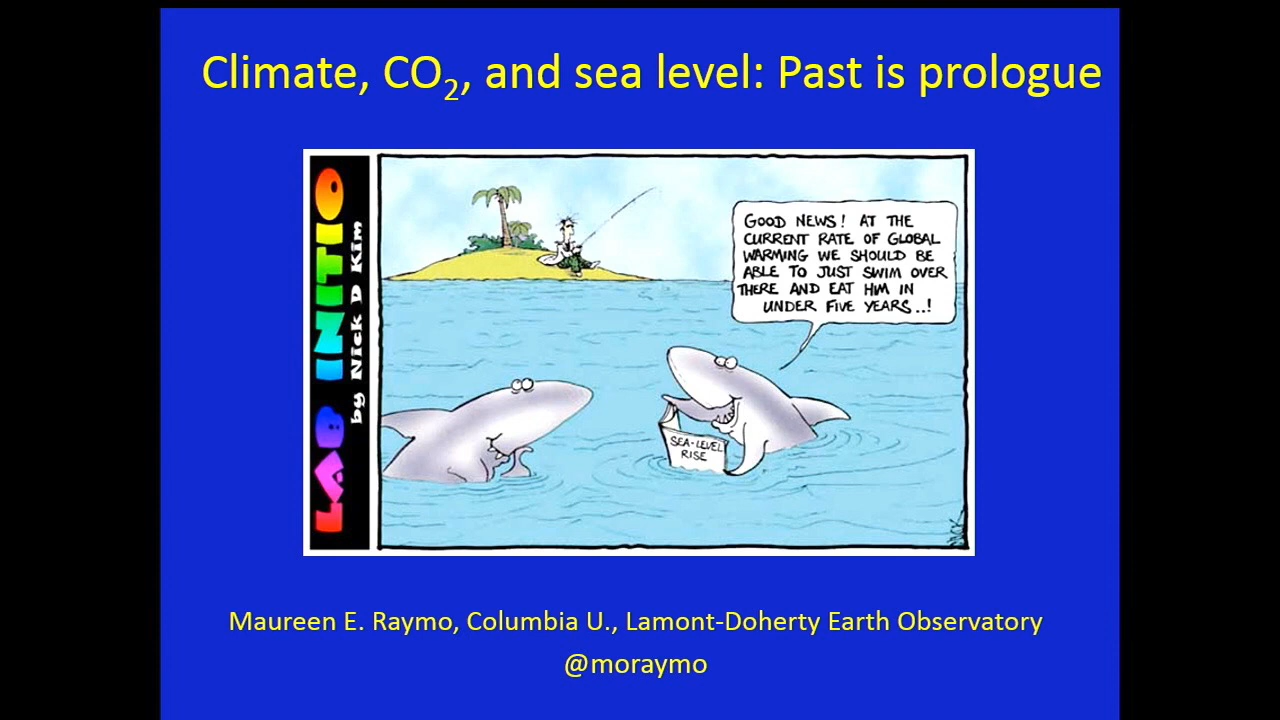 Climate, CO₂, and sea level: Past is prologue
LAB INITIO
by Nick D Kim
GOOD NEWS! AT THE
CURRENT RATE OF GLOBAL
WARMING WE SHOULD BE
ABLE TO JUST SWIM OVER
THERE AND EAT HIM IN
UNDER FIVE YEARS..!
SEA-LEVEL
RISE
Maureen E. Raymo, Columbia U., Lamont-Doherty Earth Observatory
@moraymo